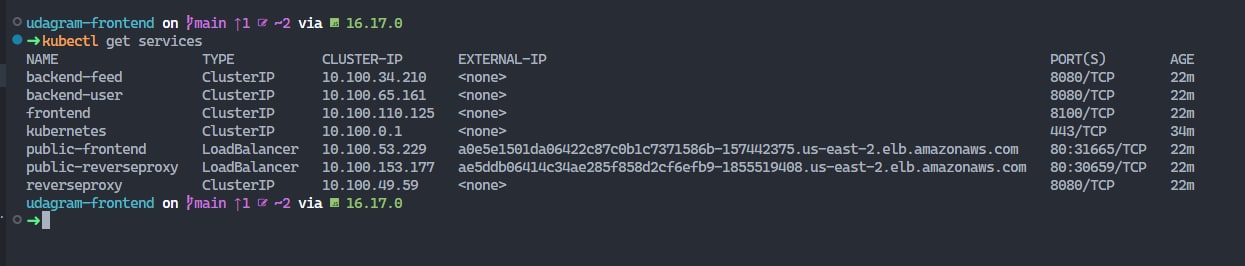 udagram-frontend on main ↑1 ~2 via 16.17.0
➜ kubectl get services
NAME TYPE CLUSTER-IP EXTERNAL-IP PORT(S) AGE
backend-feed ClusterIP 10.100.34.210 <none> 8080/TCP 22m
backend-user ClusterIP 10.100.65.161 <none> 8080/TCP 22m
frontend ClusterIP 10.100.110.125 <none> 8100/TCP 22m
kubernetes ClusterIP 10.100.0.1 <none> 443/TCP 34m
public-frontend LoadBalancer 10.100.53.229 a0e5e1501da06422c87c0b1c7371586b-157442375.us-east-2.elb.amazonaws.com 80:31665/TCP 22m
public-reverseproxy LoadBalancer 10.100.153.177 ae5ddb06414c34ae285f858d2cf6efb9-1855519408.us-east-2.elb.amazonaws.com 80:30659/TCP 22m
reverseproxy ClusterIP 10.100.49.59 <none> 8080/TCP 22m
udagram-frontend on main ↑1 ~2 via 16.17.0
➜